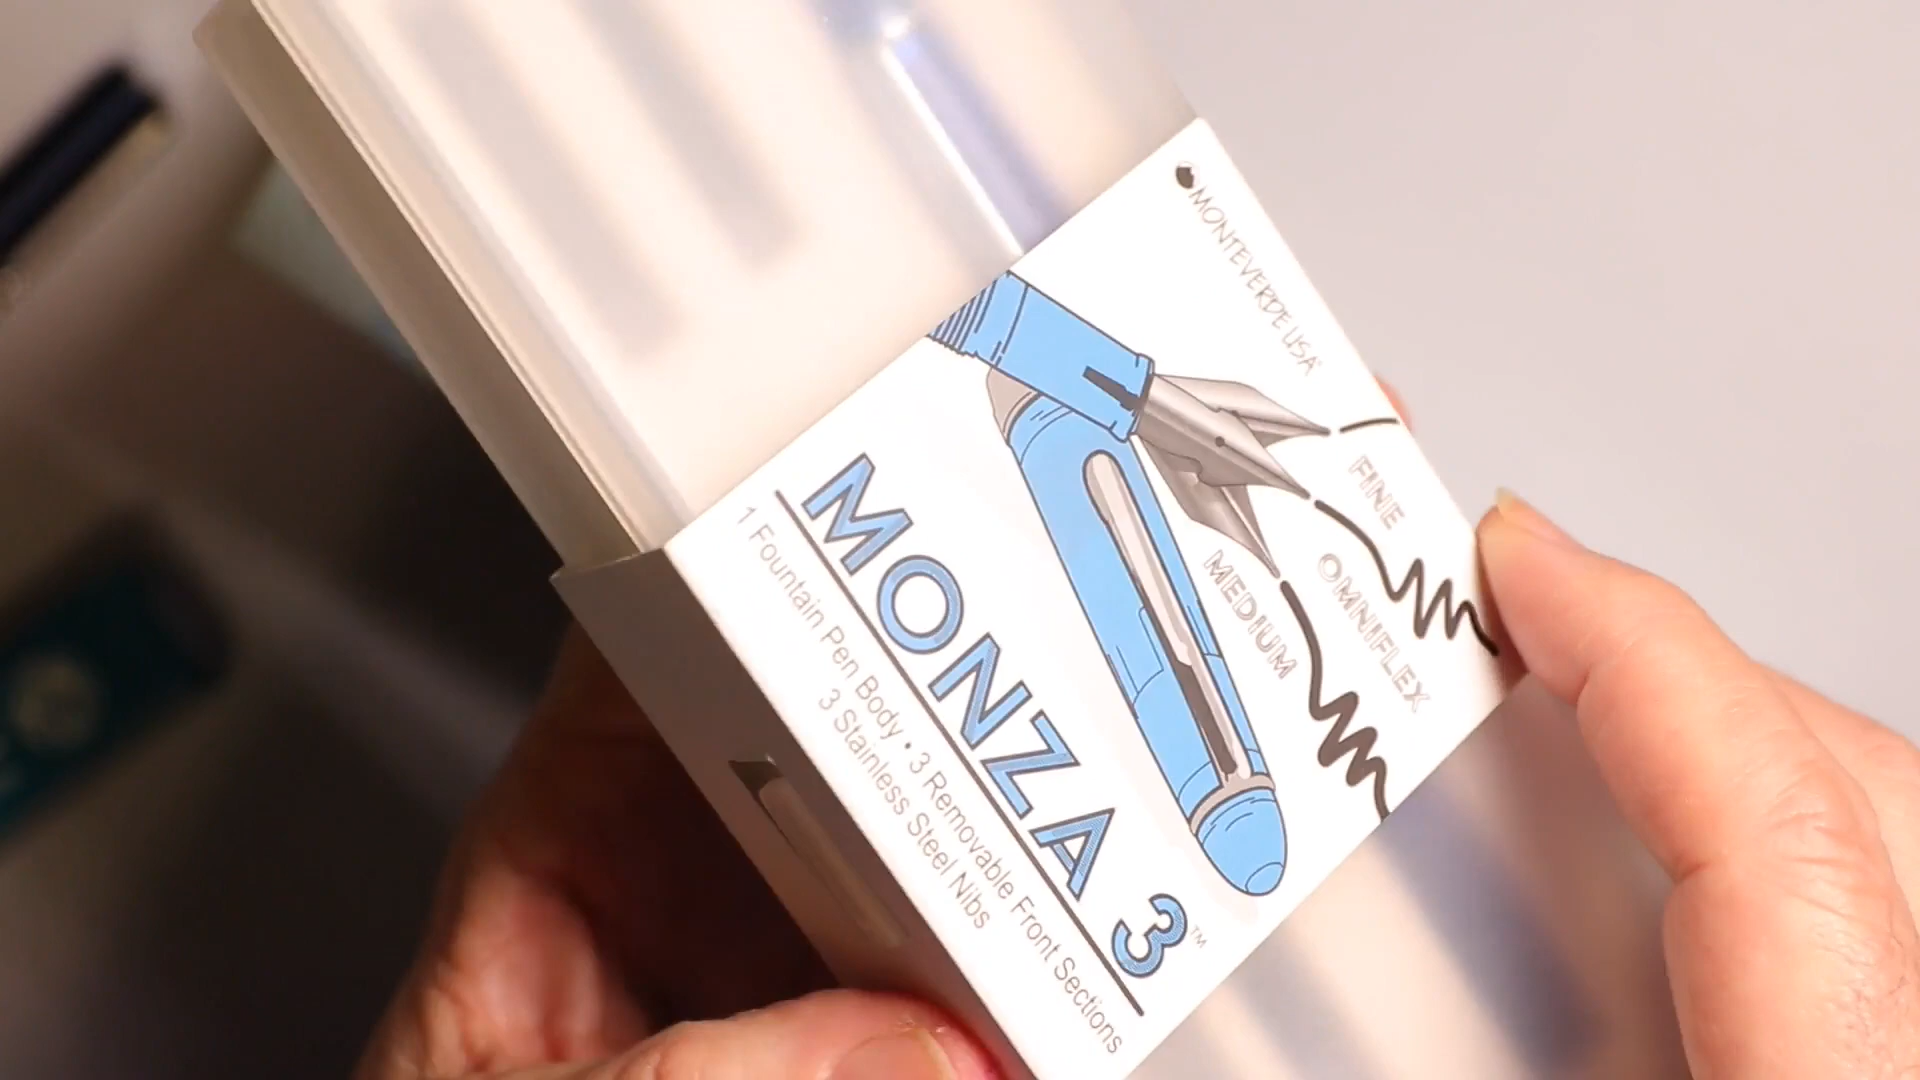 MONTEVERDE USA®
FINE
OMNIFLEX
MEDIUM
MONZA 3™
1 Fountain Pen Body • 3 Removable Front Sections
3 Stainless Steel Nibs